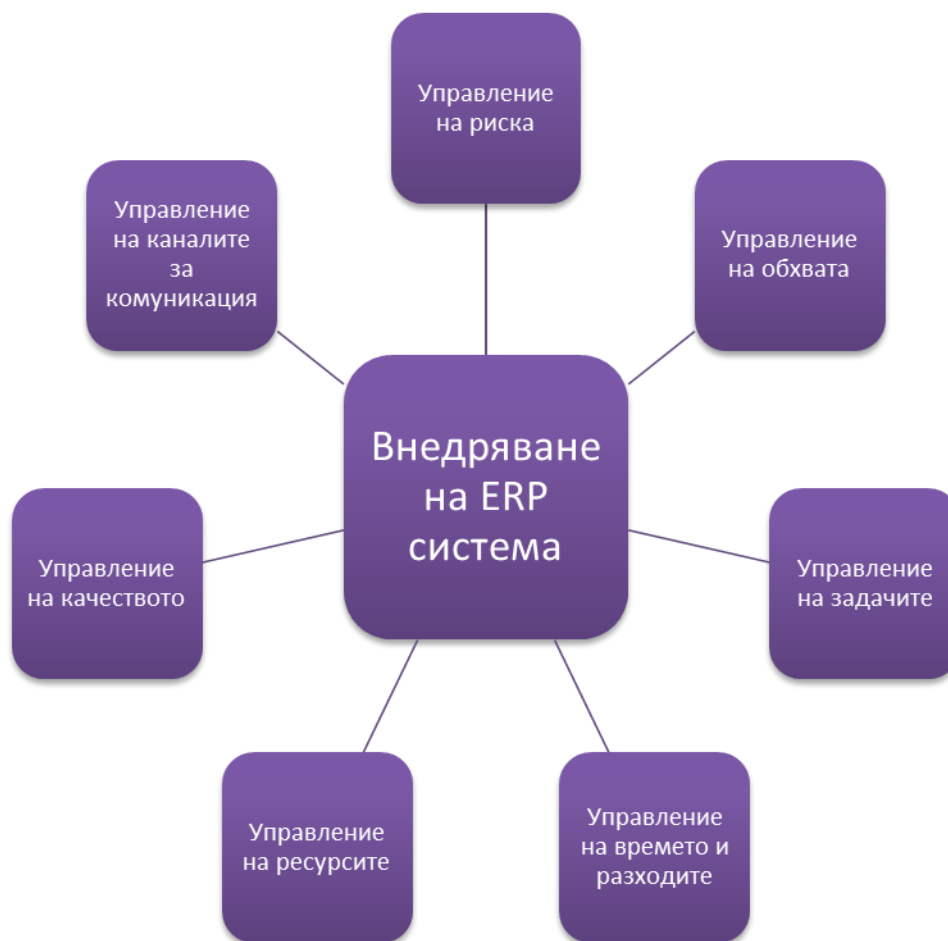 Управление
на риска
Управление
на каналите
за
комуникация
Управление
на обхвата
Внедряване
на ERP
система
Управление
на качеството
Управление
на задачите
Управление
на ресурсите
Управление
на времето и
разходите